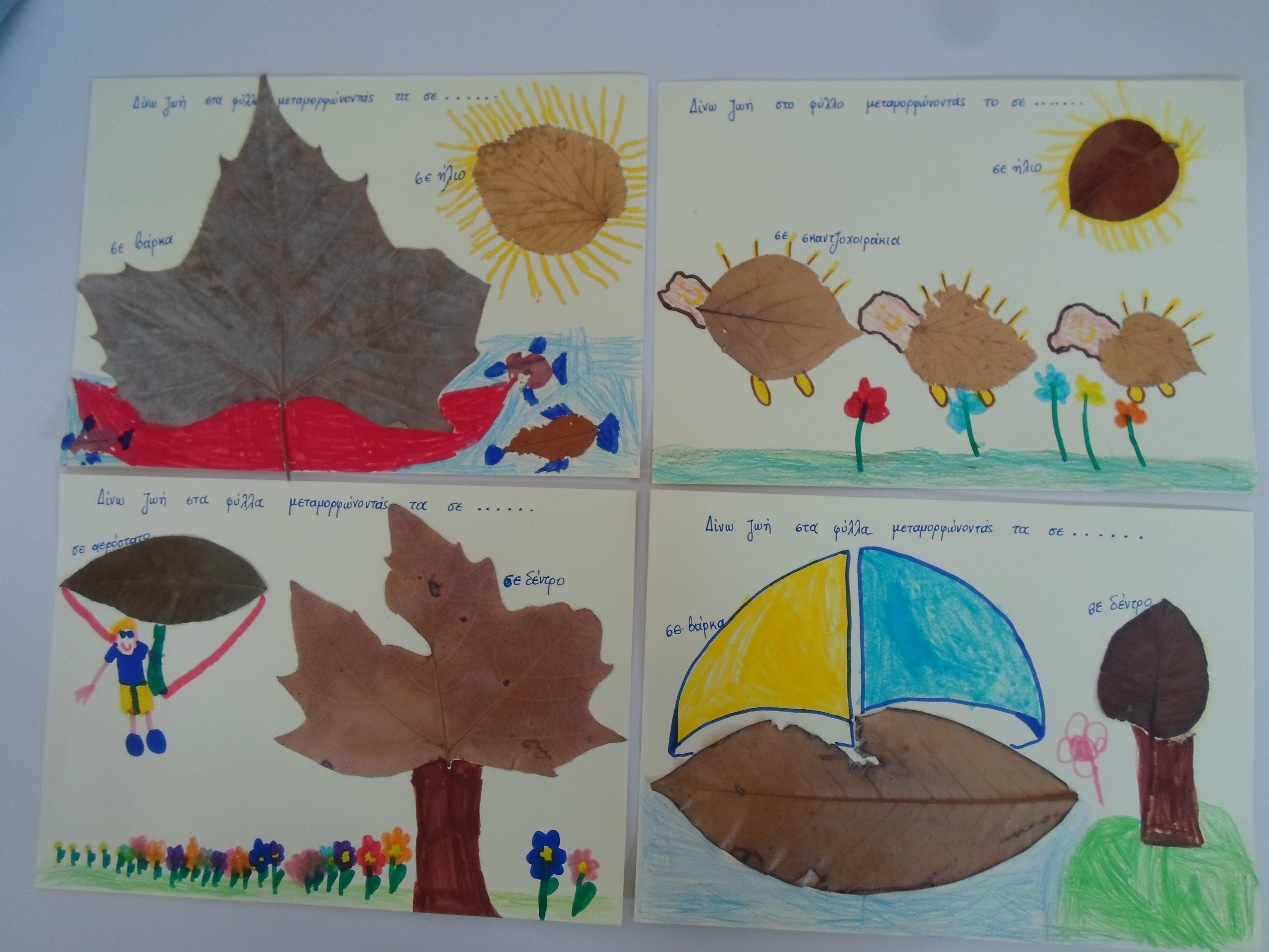 Δίνω ζωή στα φύλλα μεταμορφώνοντάς τα σε ......
σε ήλιο
σε βάρκα
Δίνω ζωή στο φύλλο μεταμορφώνοντάς το σε .......
σε ήλιο
σε σκαντζοχοιράκια
Δίνω ζωή στα φύλλα μεταμορφώνοντάς τα σε ......
σε αερόστατο
σε δέντρο
Δίνω ζωή στα φύλλα μεταμορφώνοντάς τα σε ......
σε βάρκα
σε δέντρο